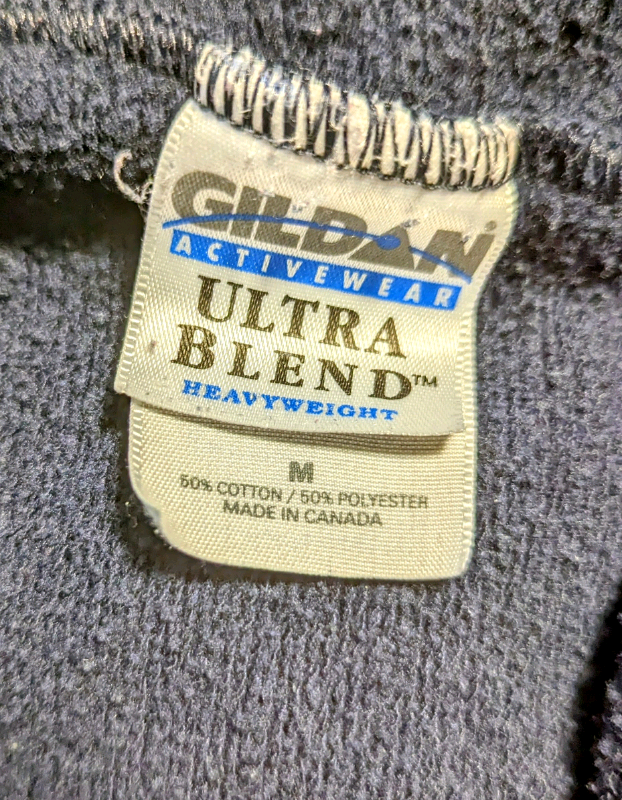 GILDAN
ACTIVEWEAR
ULTRA
BLEND™
HEAVYWEIGHT
M
50% COTTON / 50% POLYESTER
MADE IN CANADA